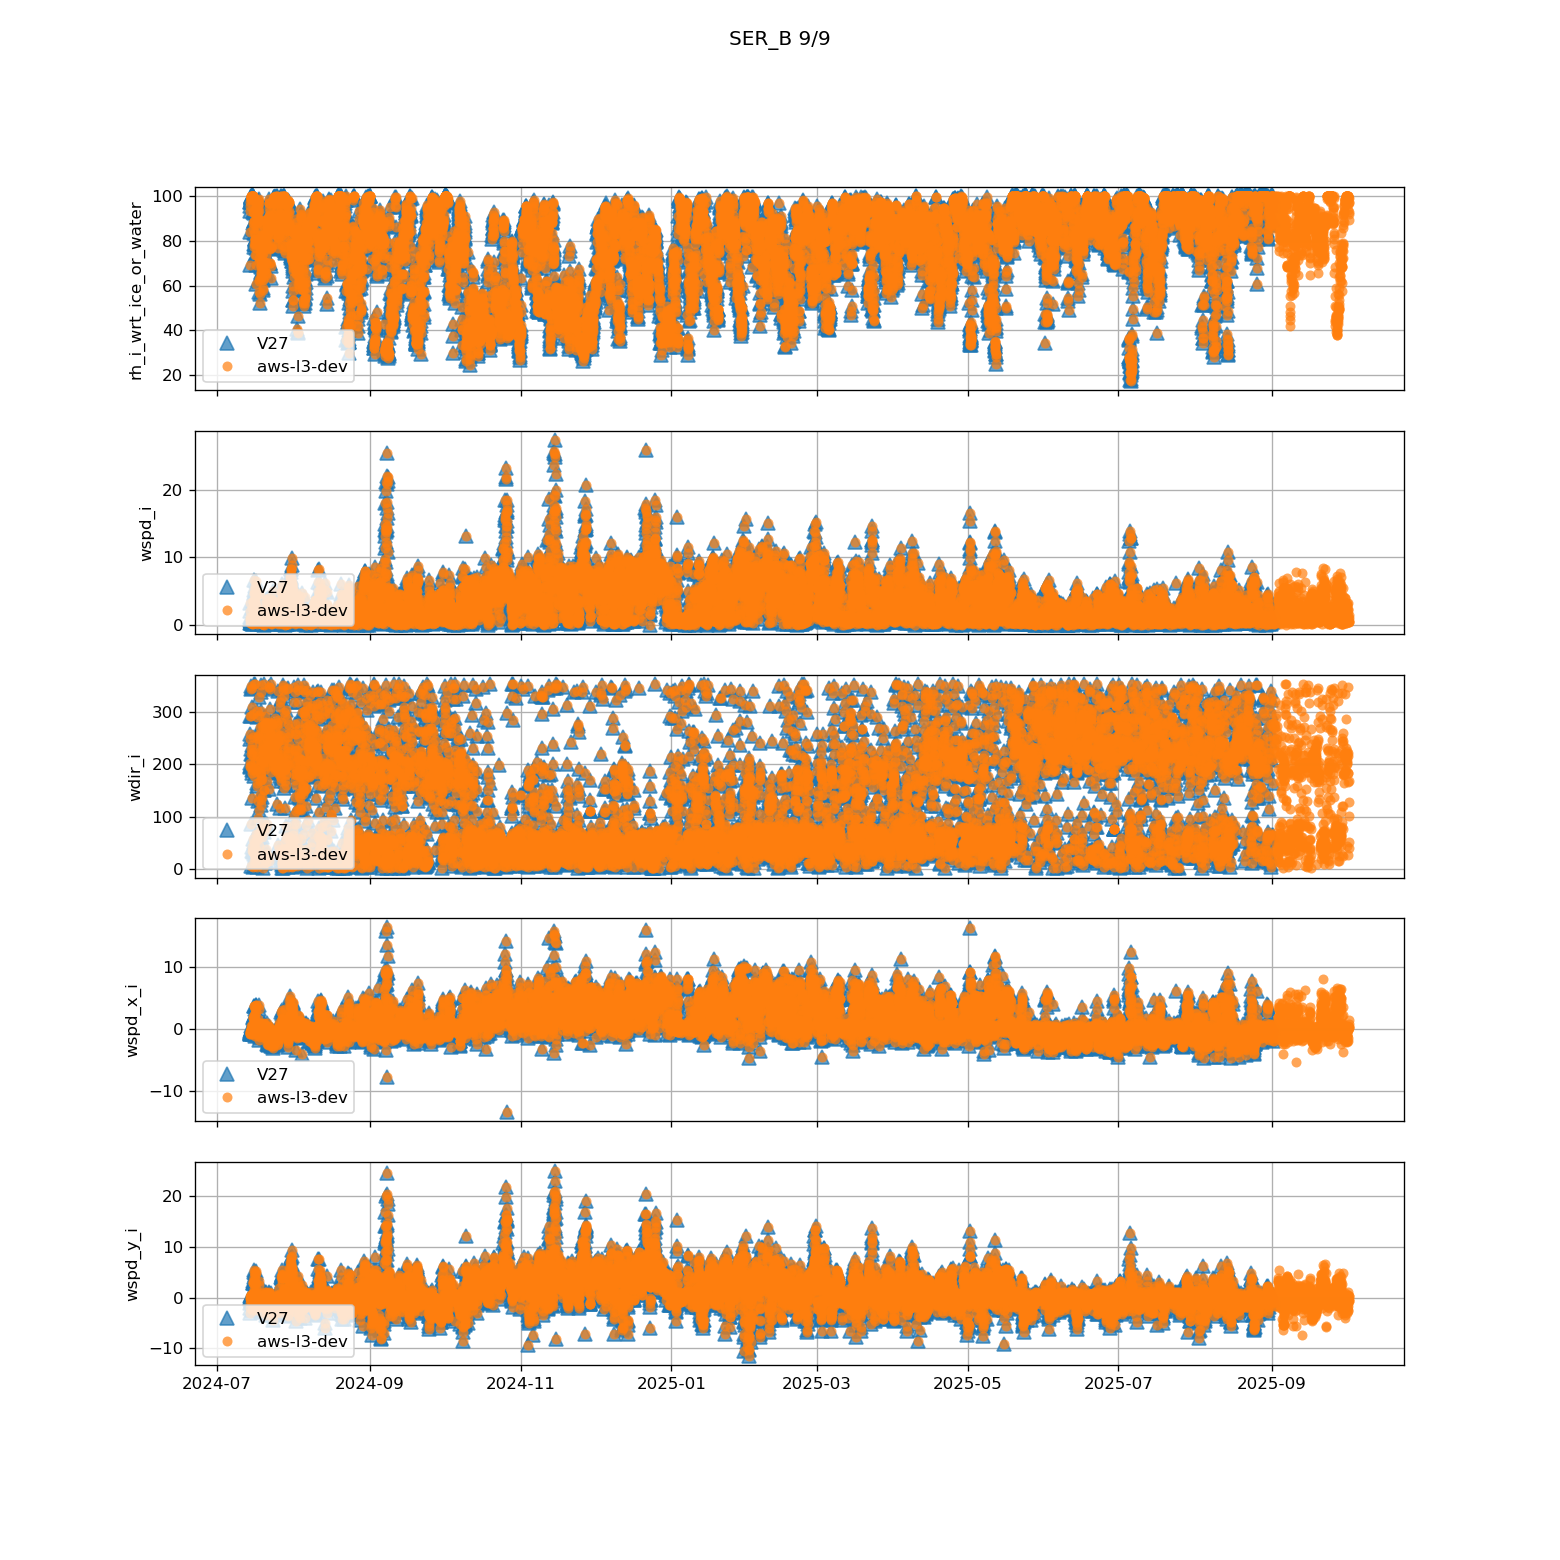 SER_B 9/9
100
80
60
40
20
rh_i_wrt_ice_or_water
V27
aws-l3-dev
20
10
0
wspd_i
V27
aws-l3-dev
300
200
100
0
wdir_i
V27
aws-l3-dev
10
0
−10
wspd_x_i
V27
aws-l3-dev
20
10
0
−10
wspd_y_i
V27
aws-l3-dev
2024-07 2024-09 2024-11 2025-01 2025-03 2025-05 2025-07 2025-09